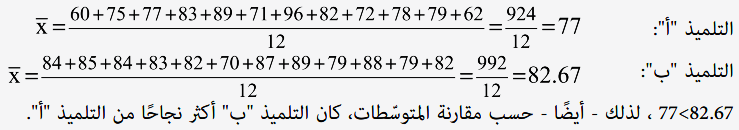 التلميذ "أ": x̄ = (60+75+77+83+89+71+96+82+72+78+79+62)/12 = 924/12 = 77
التلميذ "ب": x̄ = (84+85+84+83+82+70+87+89+79+88+79+82)/12 = 992/12 = 82.67
77<82.67 ، لذلك - أيضًا - حسب مقارنة المتوسّطات، كان التلميذ "ب" أكثر نجاحًا من التلميذ "أ".